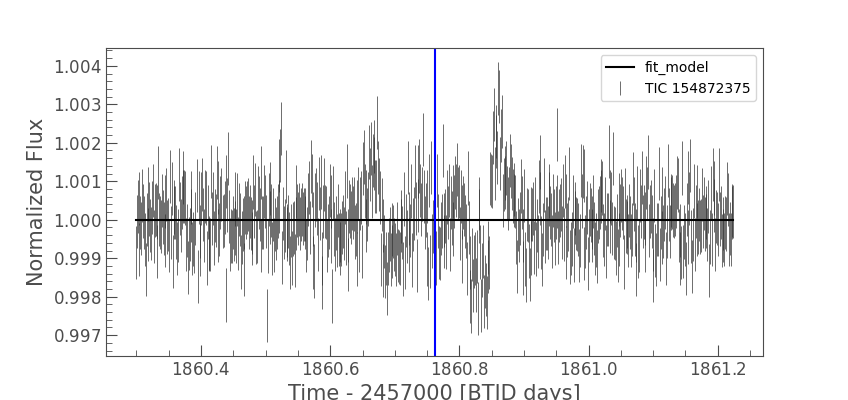 fit_model
TIC 154872375
Normalized Flux
1.004
1.003
1.002
1.001
1.000
0.999
0.998
0.997
1860.4 1860.6 1860.8 1861.0 1861.2
Time - 2457000 [BTJD days]